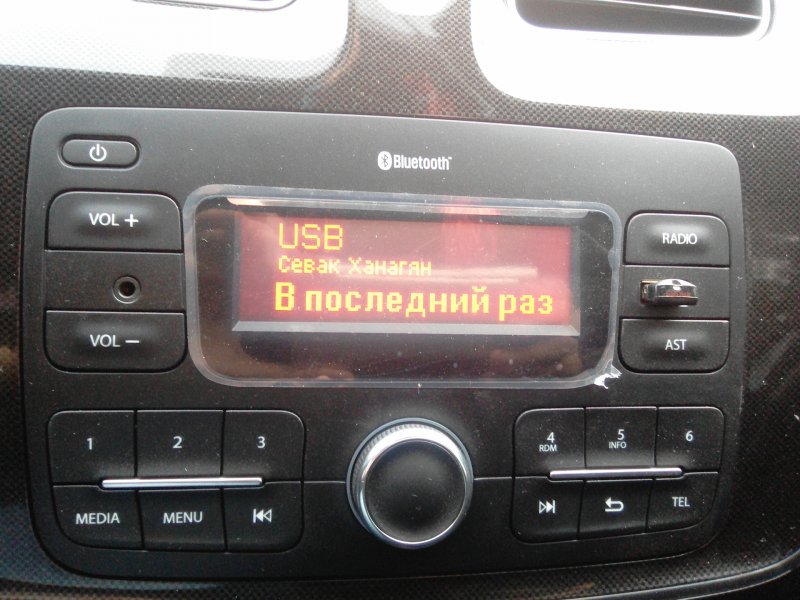 Bluetooth™
VOL +
RADIO
USB
Севак Ханагян
В последний раз
VOL −
AST
1
2
3
4
RDM
5
INFO
6
MEDIA
MENU
TEL